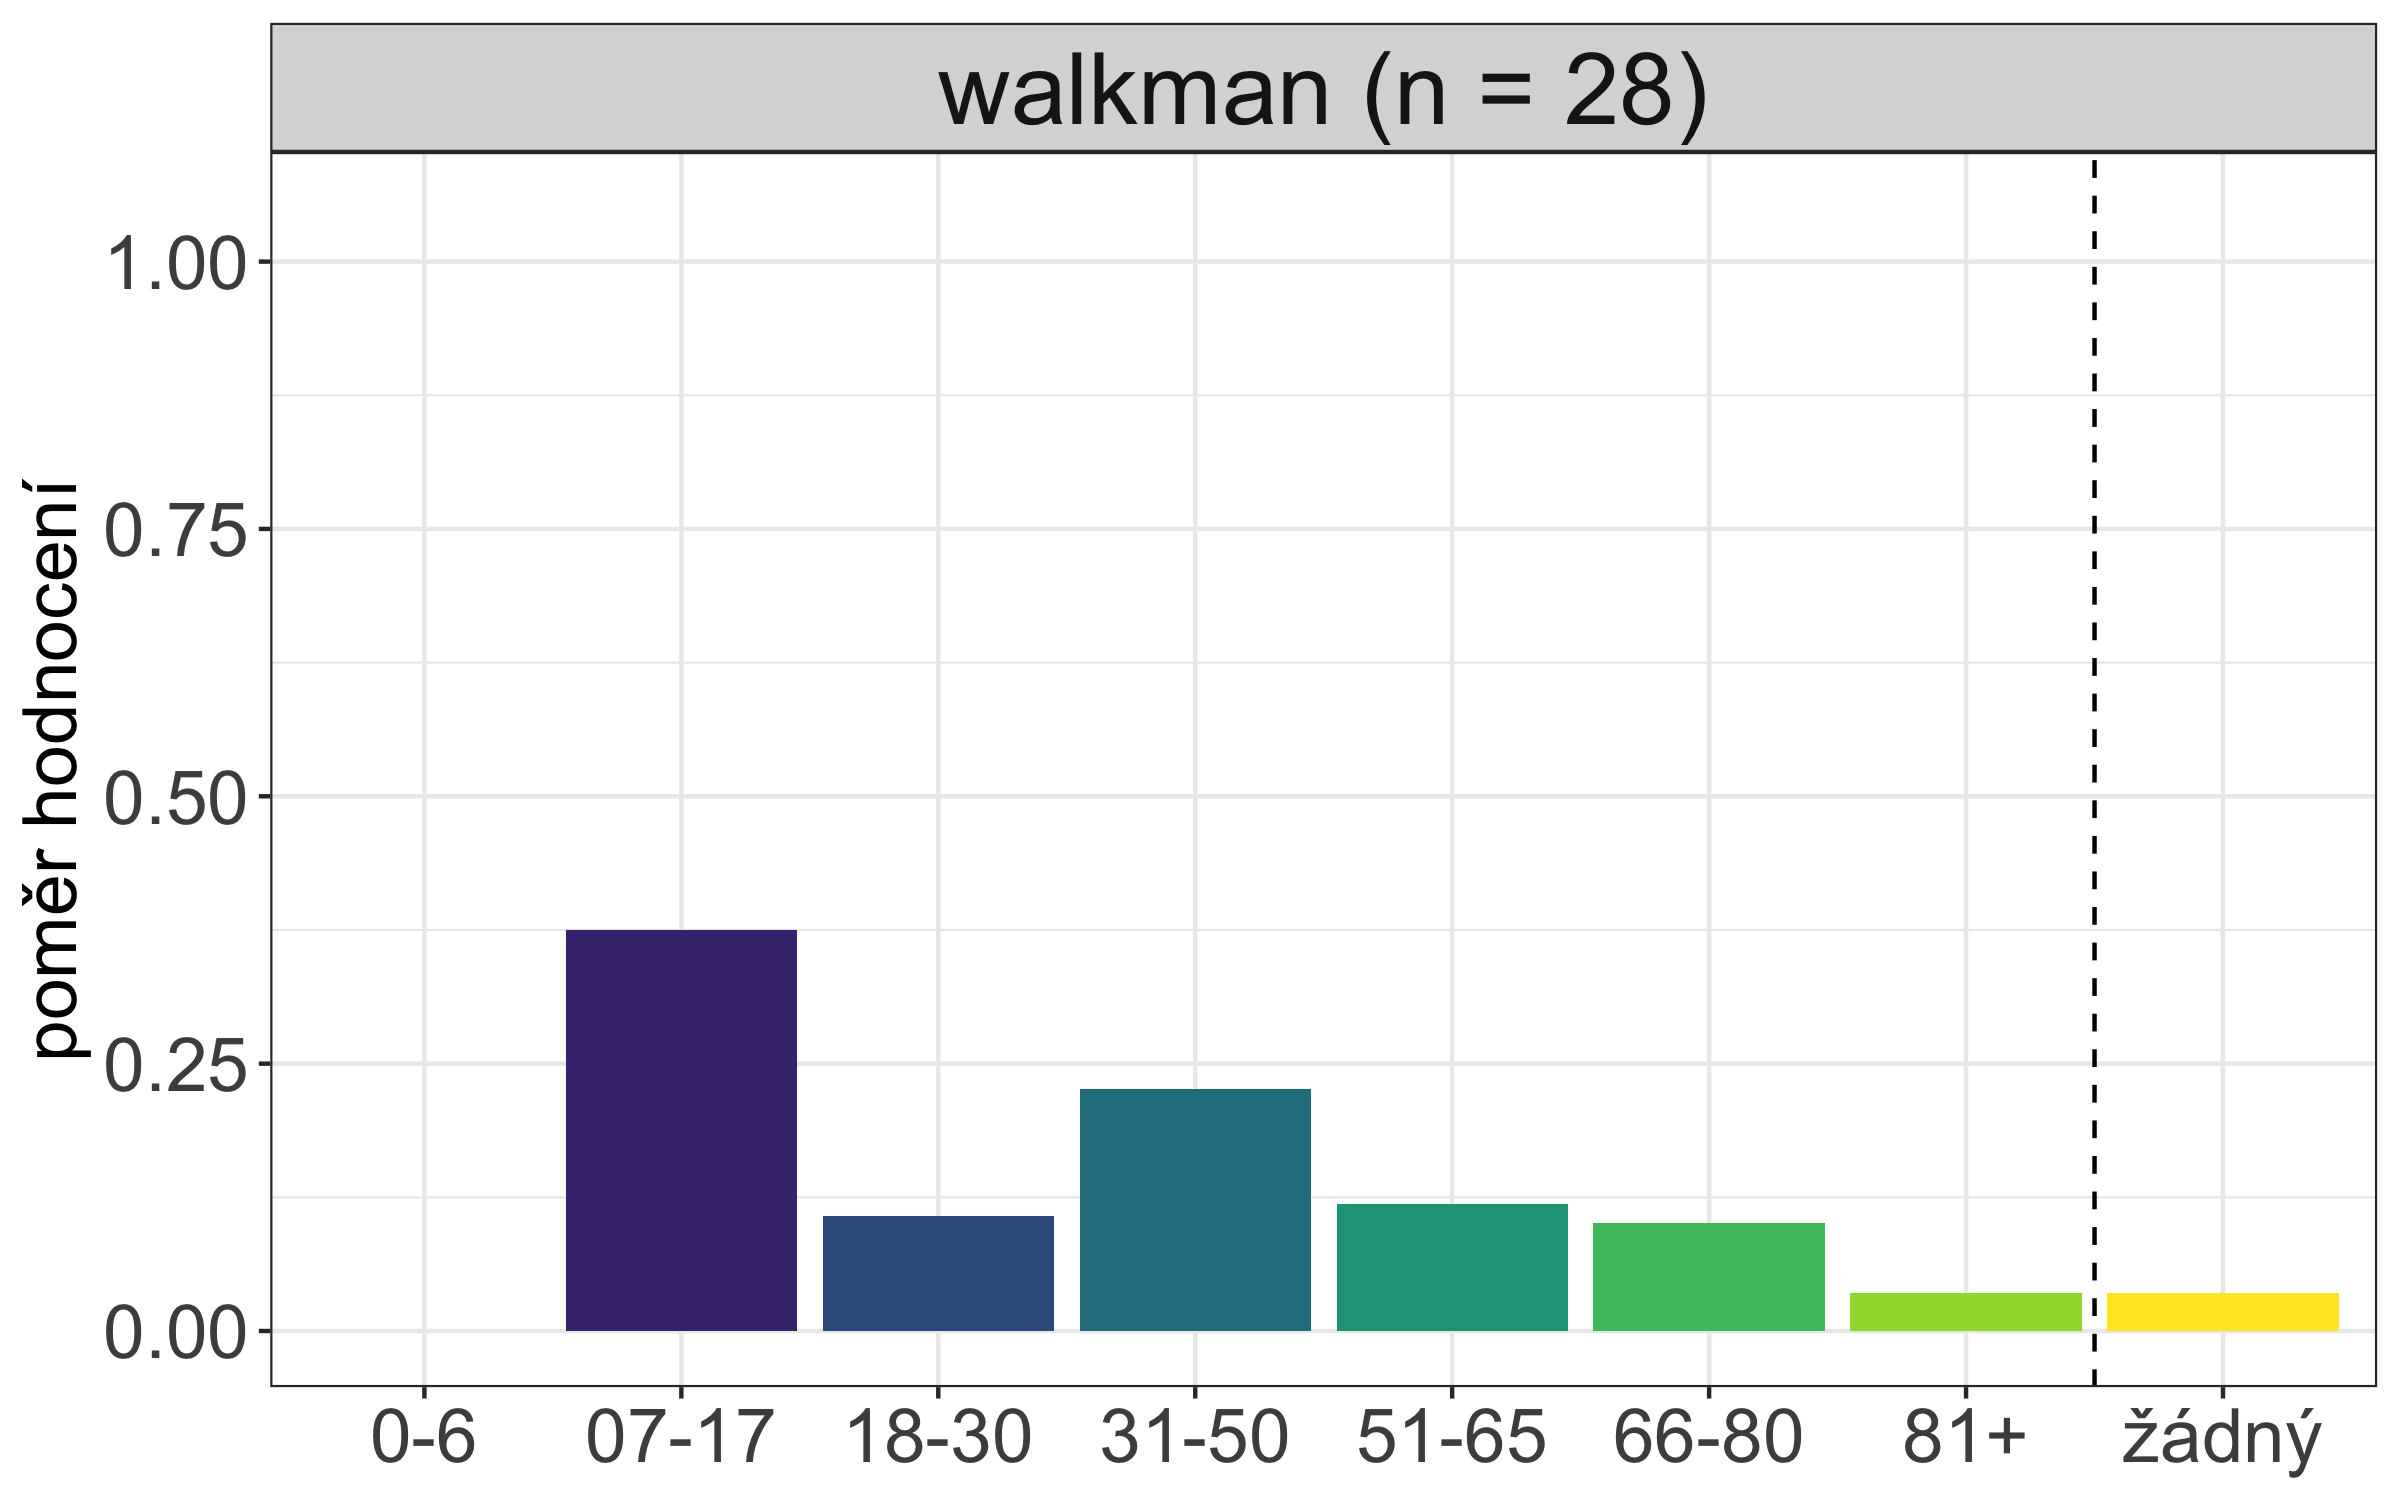 walkman (n = 28)
poměr hodnocení
1.00
0.75
0.50
0.25
0.00
0-6 07-17 18-30 31-50 51-65 66-80 81+ žádný